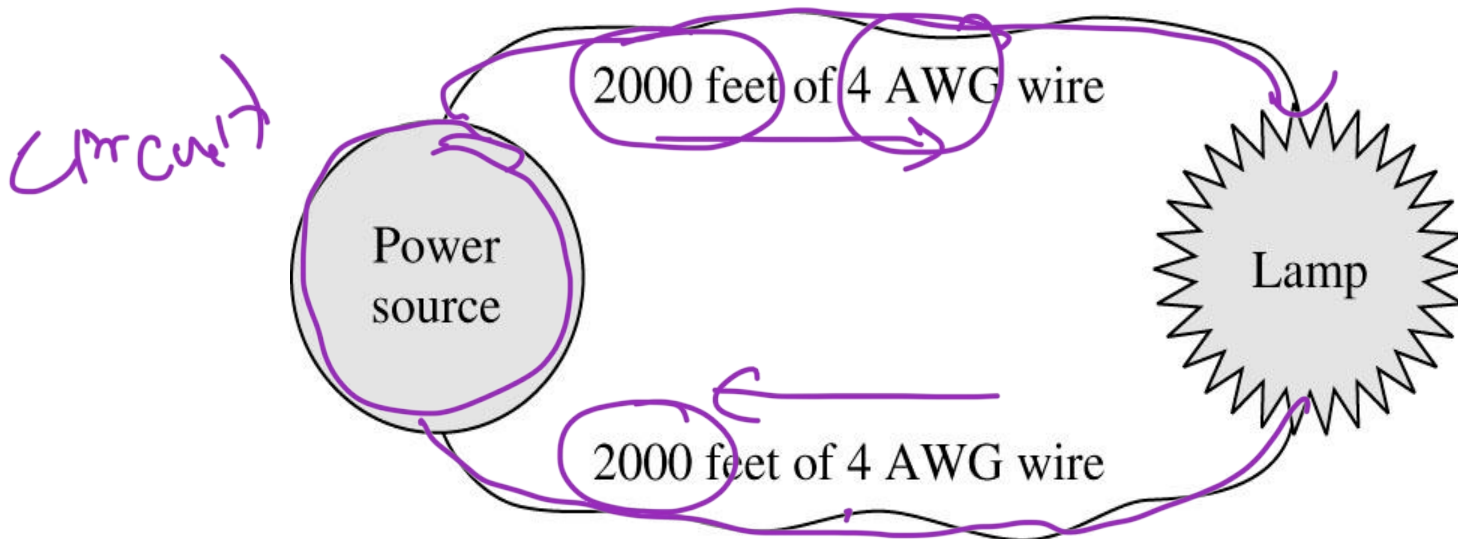 Circuit
2000 feet of 4 AWG wire
Power
source
Lamp
2000 feet of 4 AWG wire